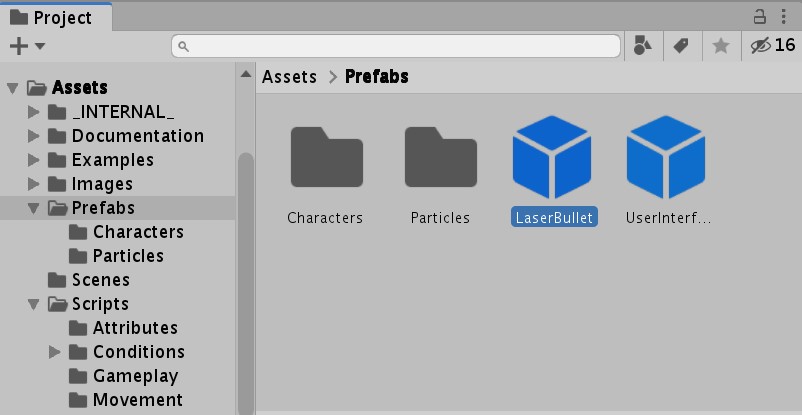 Project
16
Assets
_INTERNAL_
Documentation
Examples
Images
Prefabs
Characters
Particles
Scenes
Scripts
Attributes
Conditions
Gameplay
Movement
Assets > Prefabs
Characters Particles LaserBullet UserInterf...